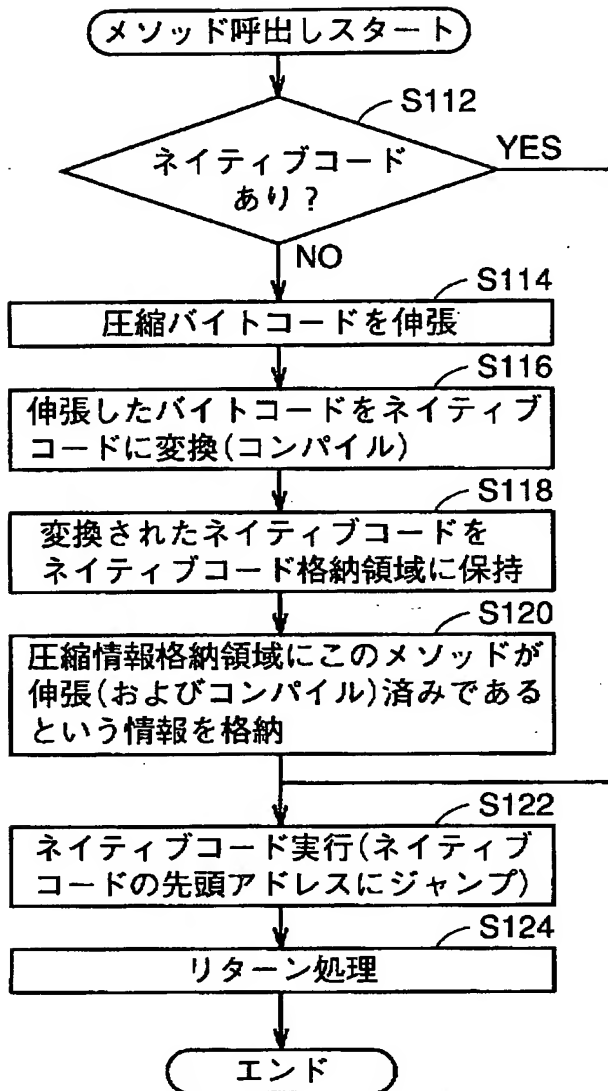 メソッド呼出しスタート
S112
ネイティブコード
あり？
YES
NO
S114
圧縮バイトコードを伸張
S116
伸張したバイトコードをネイティブ
コードに変換(コンパイル)
S118
変換されたネイティブコードを
ネイティブコード格納領域に保持
S120
圧縮情報格納領域にこのメソッドが
伸張(およびコンパイル)済みである
という情報を格納
S122
ネイティブコード実行(ネイティブ
コードの先頭アドレスにジャンプ)
S124
リターン処理
エンド